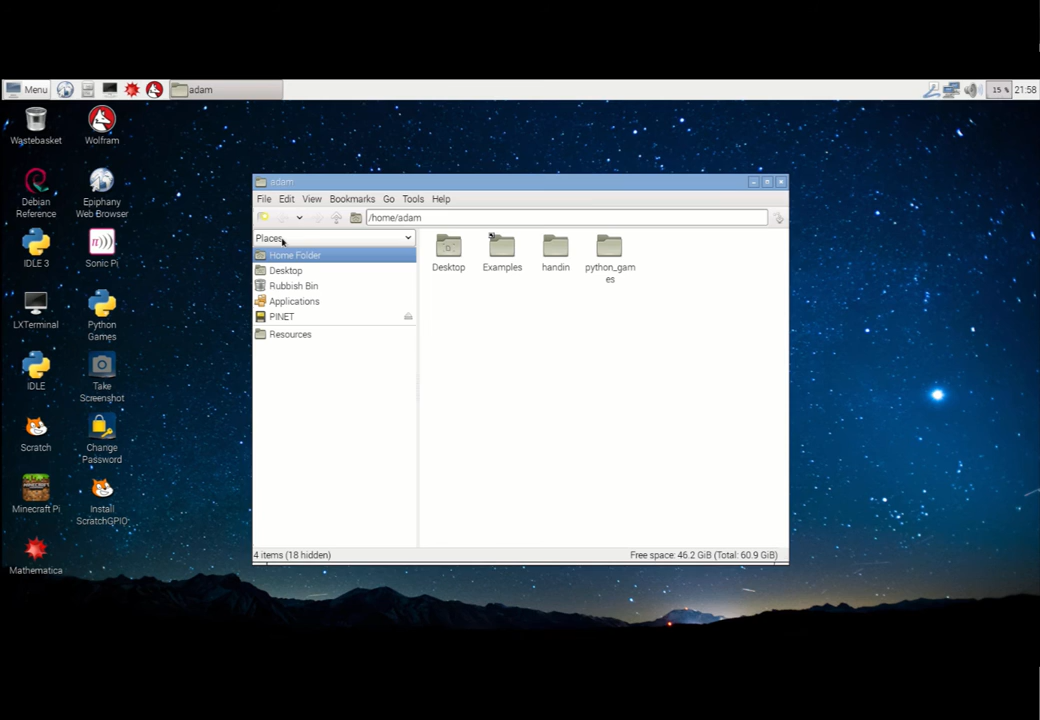 Menu
adam
15 %
21:58
Wastebasket
Wolfram
Debian
Reference
Epiphany
Web Browser
IDLE 3
π)))
Sonic Pi
LXTerminal
Python
Games
IDLE
Take
Screenshot
Scratch
Change
Password
Minecraft Pi
Install
ScratchGPIO
Mathematica
adam
File Edit View Bookmarks Go Tools Help
/home/adam
Places
Home Folder
Desktop
Rubbish Bin
Applications
PINET
Resources
Desktop
Examples
handin
python_gam
es
4 items (18 hidden)
Free space: 46.2 GiB (Total: 60.9 GiB)